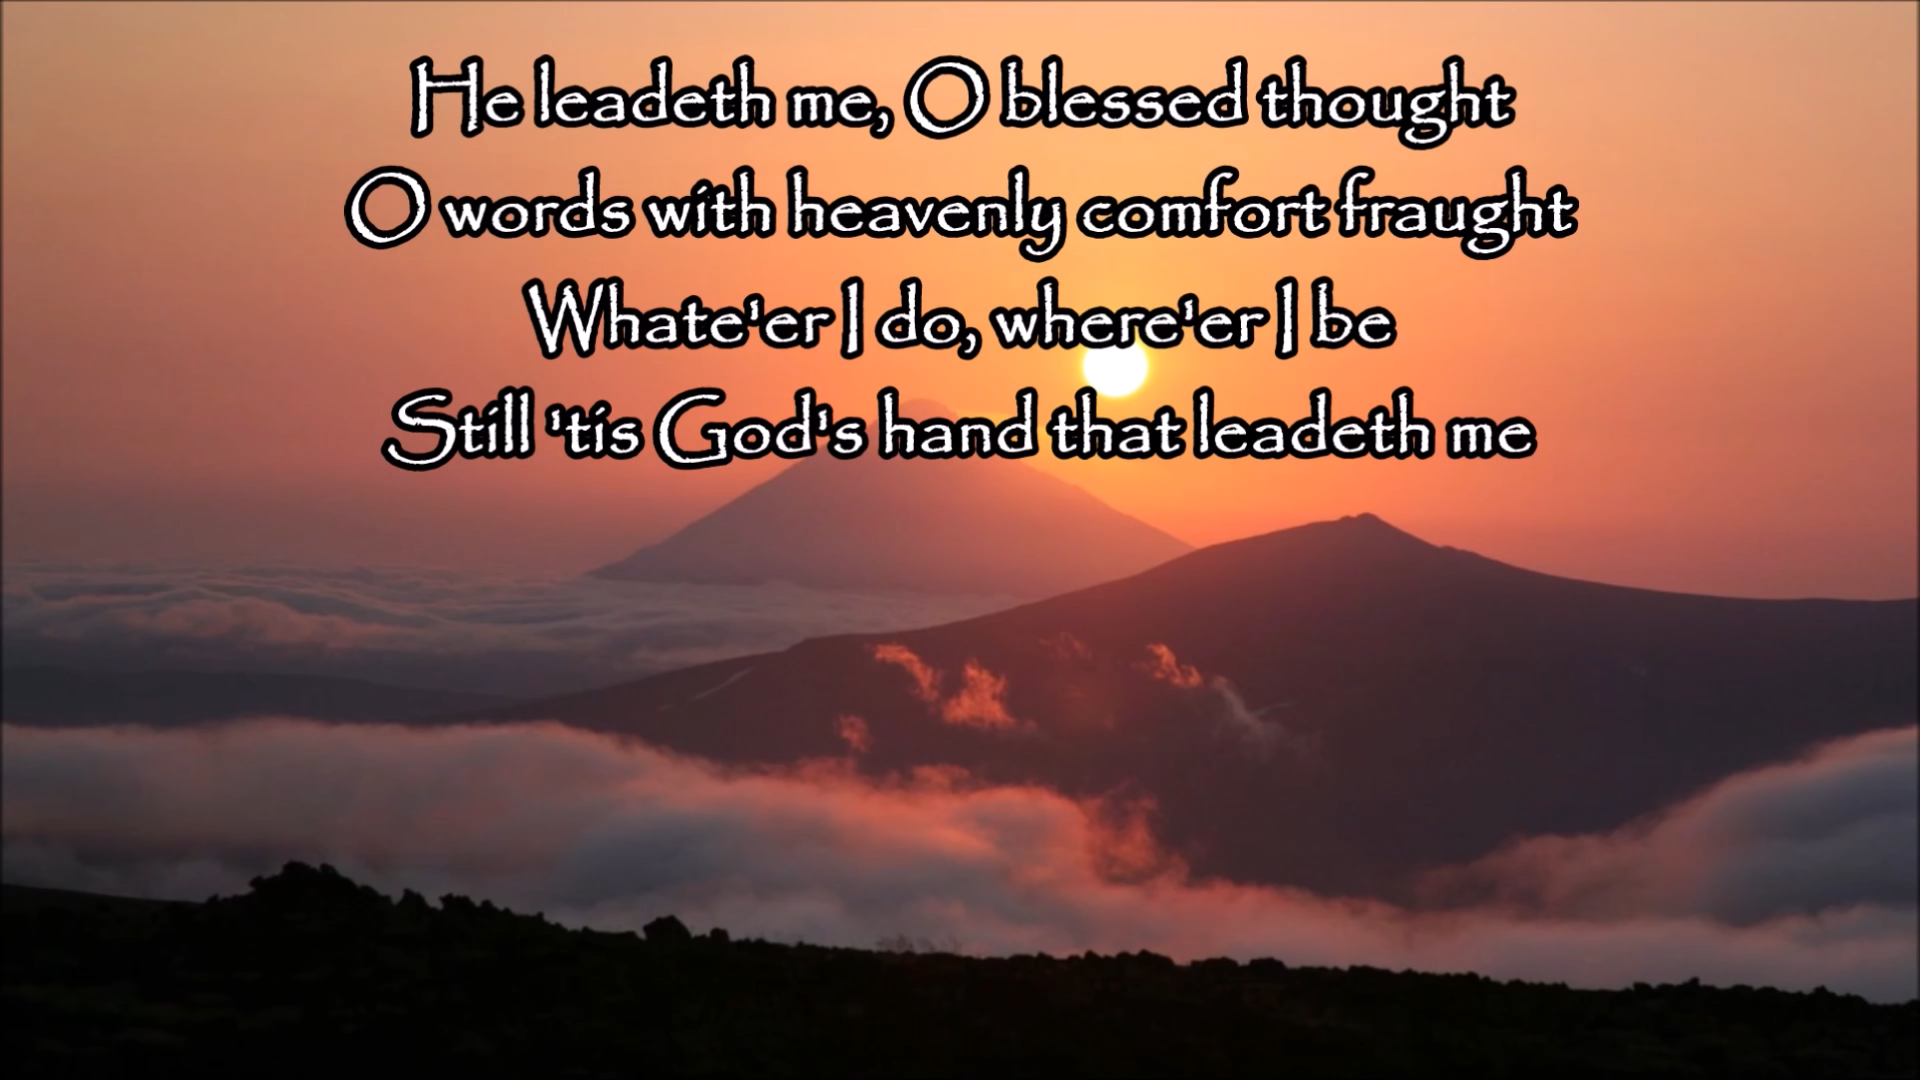 He leadeth me, O blessed thought
O words with heavenly comfort fraught
Whate'er I do, where'er I be
Still 'tis God's hand that leadeth me